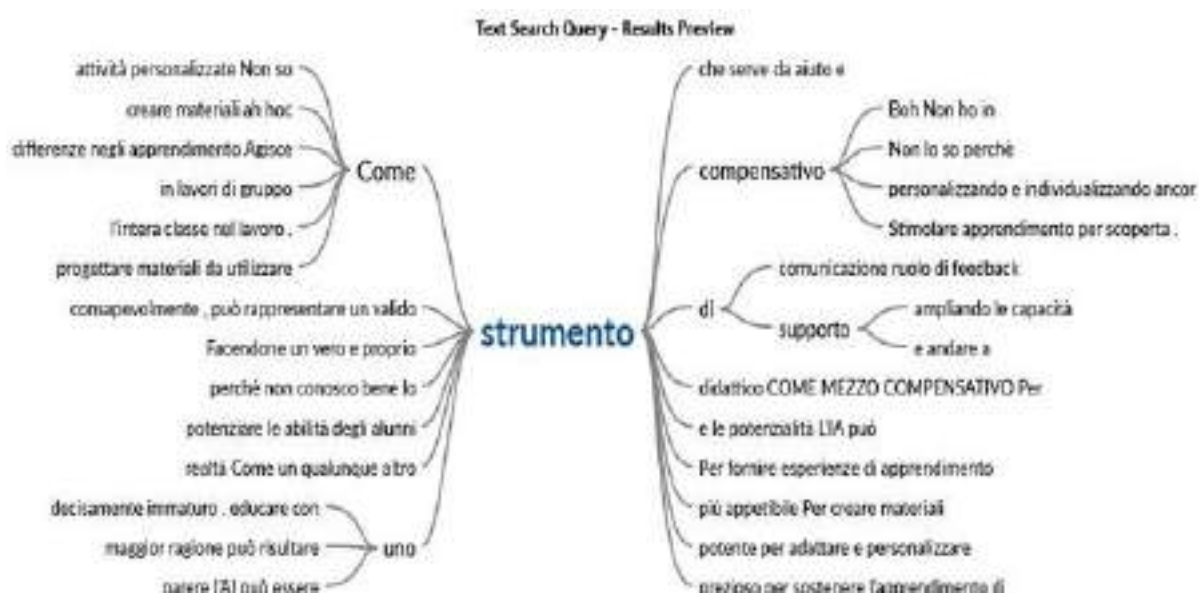 Text Search Query - Results Preview
attività personalizzate Non so
creare materiali ah hoc
differenze negli apprendimento Agisce
in lavori di gruppo
l'intera classe nel lavoro .
progettare materiali da utilizzare
Come
consapevolmente , può rappresentare un valido
Facendone un vero e proprio
perchè non conosco bene lo
potenziare le abilità degli alunni
realtà Come un qualunque altro
decisamente immaturo . educare con
maggior ragione può risultare
parere l'AI può essere
uno
strumento
che serve da aiuto e
compensativo
Boh Non ho in
Non lo so perchè
personalizzando e individualizzando ancor
Stimolare apprendimento per scoperta .
di
comunicazione ruolo di feedback
supporto
ampliando le capacità
e andare a
didattico COME MEZZO COMPENSATIVO Per
e le potenzialità L'IA può
Per fornire esperienze di apprendimento
più appetibile Per creare materiali
potente per adattare e personalizzare
prezioso per sostenere l'apprendimento di